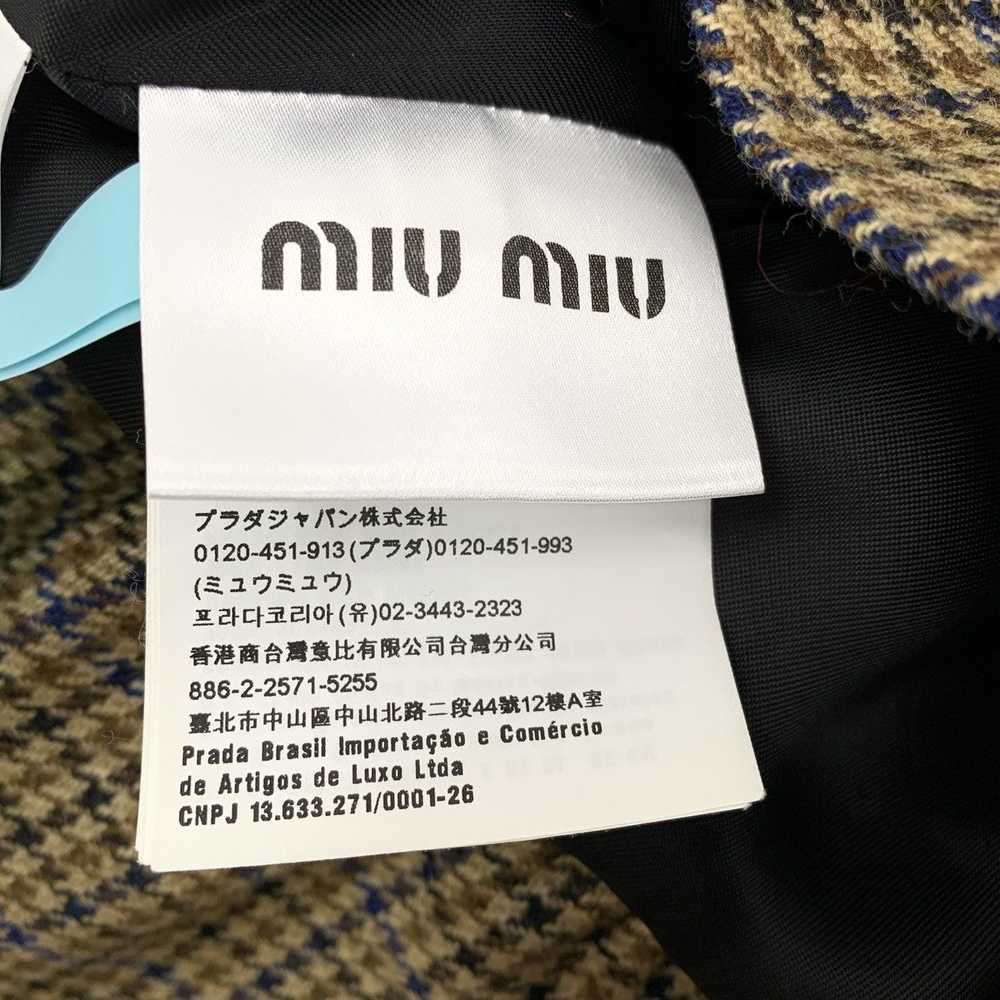 MIU MIU
プラダジャパン株式会社
0120-451-913(プラダ)0120-451-993
(ミュウミュウ)
프라다코리아(유)02-3443-2323
香港商台灣意比有限公司台灣分公司
886-2-2571-5255
臺北市中山區中山北路二段44號12樓A室
Prada Brasil Importação e Comércio
de Artigos de Luxo Ltda
CNPJ 13.633.271/0001-26